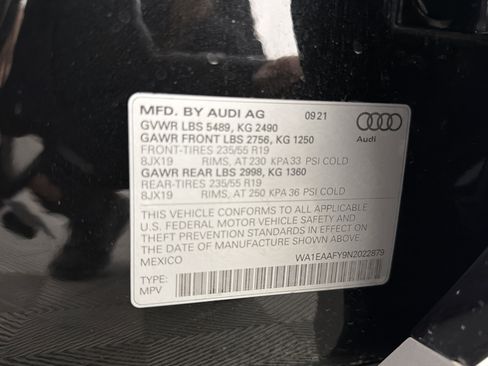 MFD. BY AUDI AG 09 21
GVWR LBS 5489, KG 2490
GAWR FRONT LBS 2756, KG 1250
FRONT-TIRES 235/55 R19
8JX19 RIMS, AT 230 KPA 33 PSI COLD
GAWR REAR LBS 2998, KG 1360
REAR-TIRES 235/55 R19
8JX19 RIMS, AT 250 KPA 36 PSI COLD
Audi
THIS VEHICLE CONFORMS TO ALL APPLICABLE
U.S. FEDERAL MOTOR VEHICLE SAFETY AND
THEFT PREVENTION STANDARDS IN EFFECT ON
THE DATE OF MANUFACTURE SHOWN ABOVE.
MEXICO
WA1EAAFY9N2022879
TYPE:
MPV